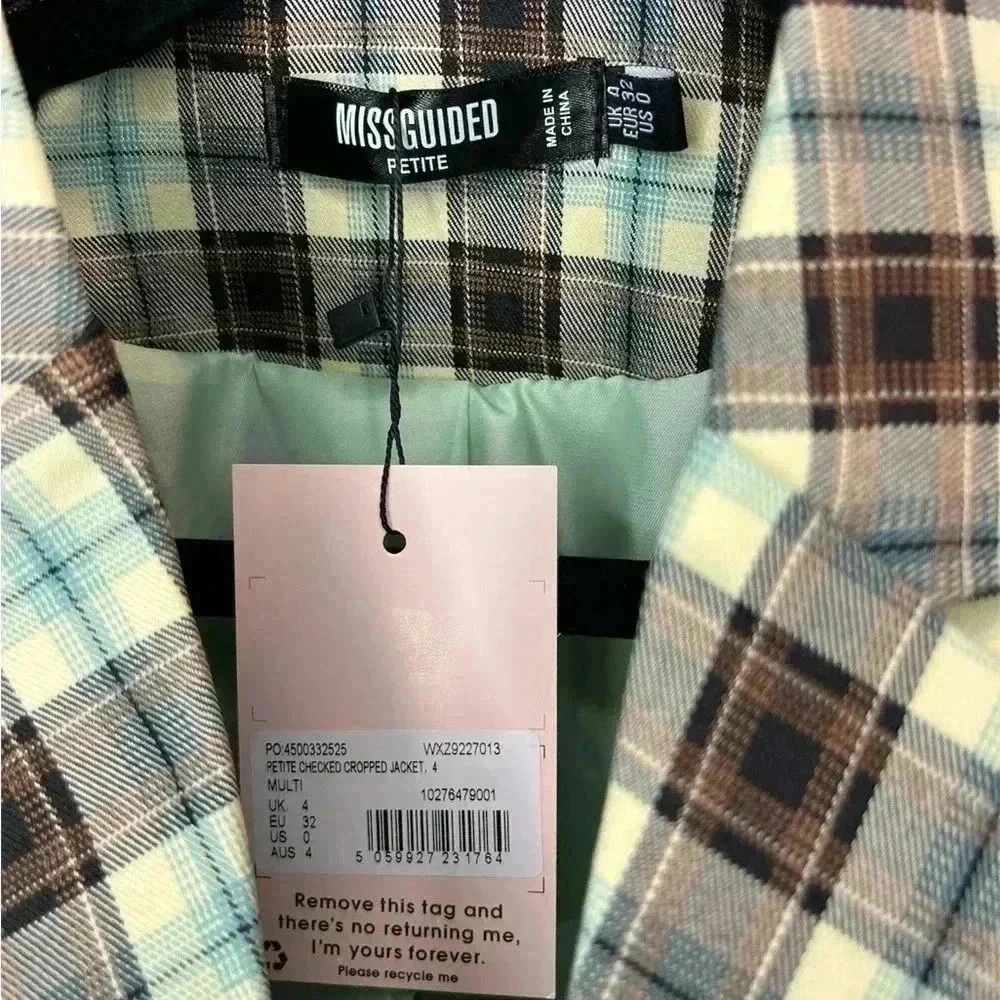 MISSGUIDED
PETITE
MADE IN
CHINA
UK 4
EUR 32
US 0
PO:4500332525 WXZ9227013
PETITE CHECKED CROPPED JACKET, 4
MULTI
10276479001
UK 4
EU 32
US 0
AUS 4
5 059927 231764
Remove this tag and
there's no returning me,
I'm yours forever.
Please recycle me